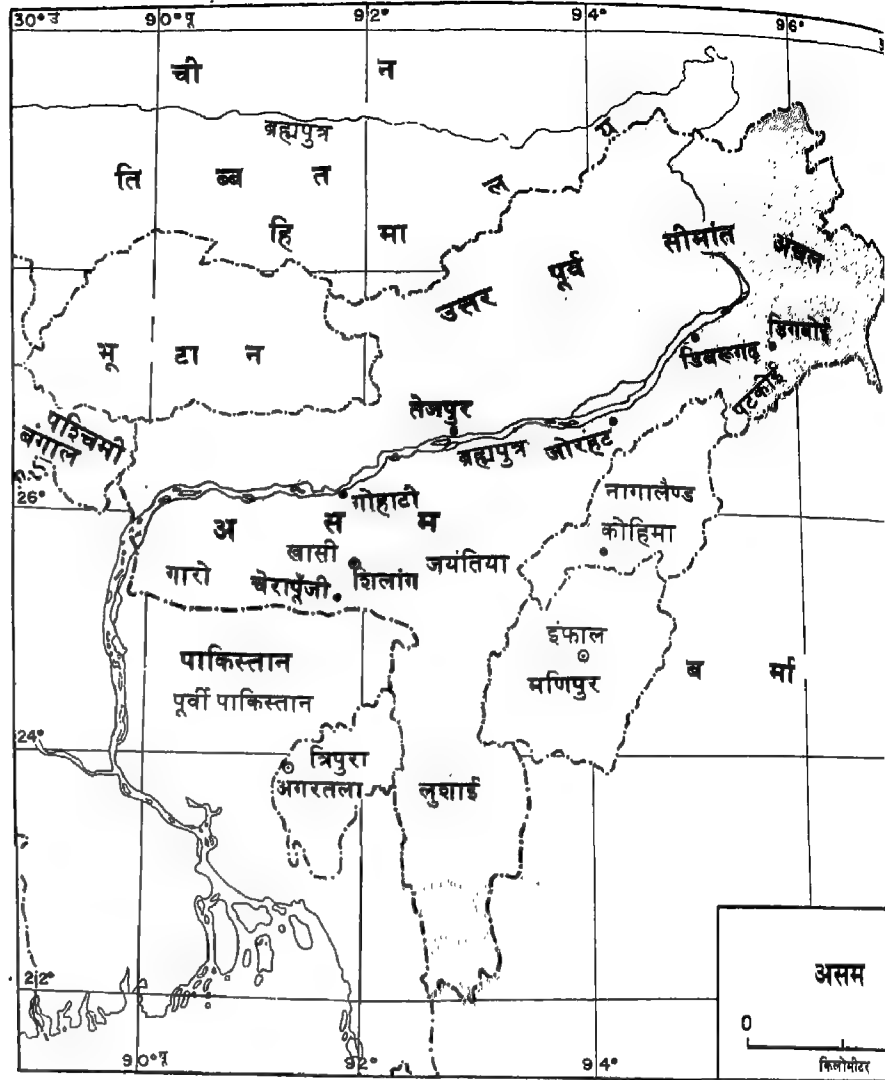 30° उ 90° पू 92° 94° 96°
ची न
ब्रह्मपुत्र
ति ब्ब त
हि मा ल य
उत्तर पूर्व सीमांत अंचल
भू टा न
डिबरूगढ़ डिगबोई
पटकोई
तेजपुर
ब्रह्मपुत्र जोरहट
पश्चिमी
बंगाल
26°
गोहाटी
नागालैण्ड
अ स म
कोहिमा
खासी
गारो चेरापूँजी शिलांग जयंतिया
इंफाल
मणिपुर
पाकिस्तान
पूर्वी पाकिस्तान
ब र्मा
24°
त्रिपुरा
अगरतला
लुशाई
22°
असम
0
किलोमीटर
90° पू 92° 94°